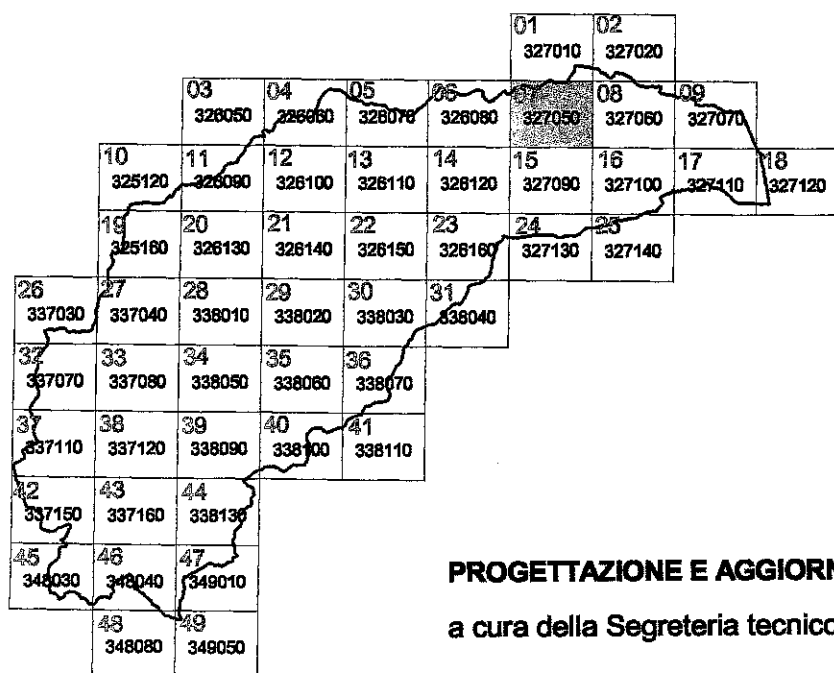 01 02
327010 327020
03 04 05 06 07 08 09
326050 326060 326070 326080 327050 327060 327070
10 11 12 13 14 15 16 17 18
325120 326090 326100 326110 326120 327090 327100 327110 327120
19 20 21 22 23 24 25
325160 326130 326140 326150 326160 327130 327140
26 27 28 29 30 31
337030 337040 338010 338020 338030 338040
32 33 34 35 36
337070 337080 338050 338060 338070
37 38 39 40 41
337110 337120 338090 338100 338110
42 43 44
337150 337160 338130
45 46 47
348030 348040 349010
48 49
348080 349050
PROGETTAZIONE E AGGIORN
a cura della Segreteria tecnico